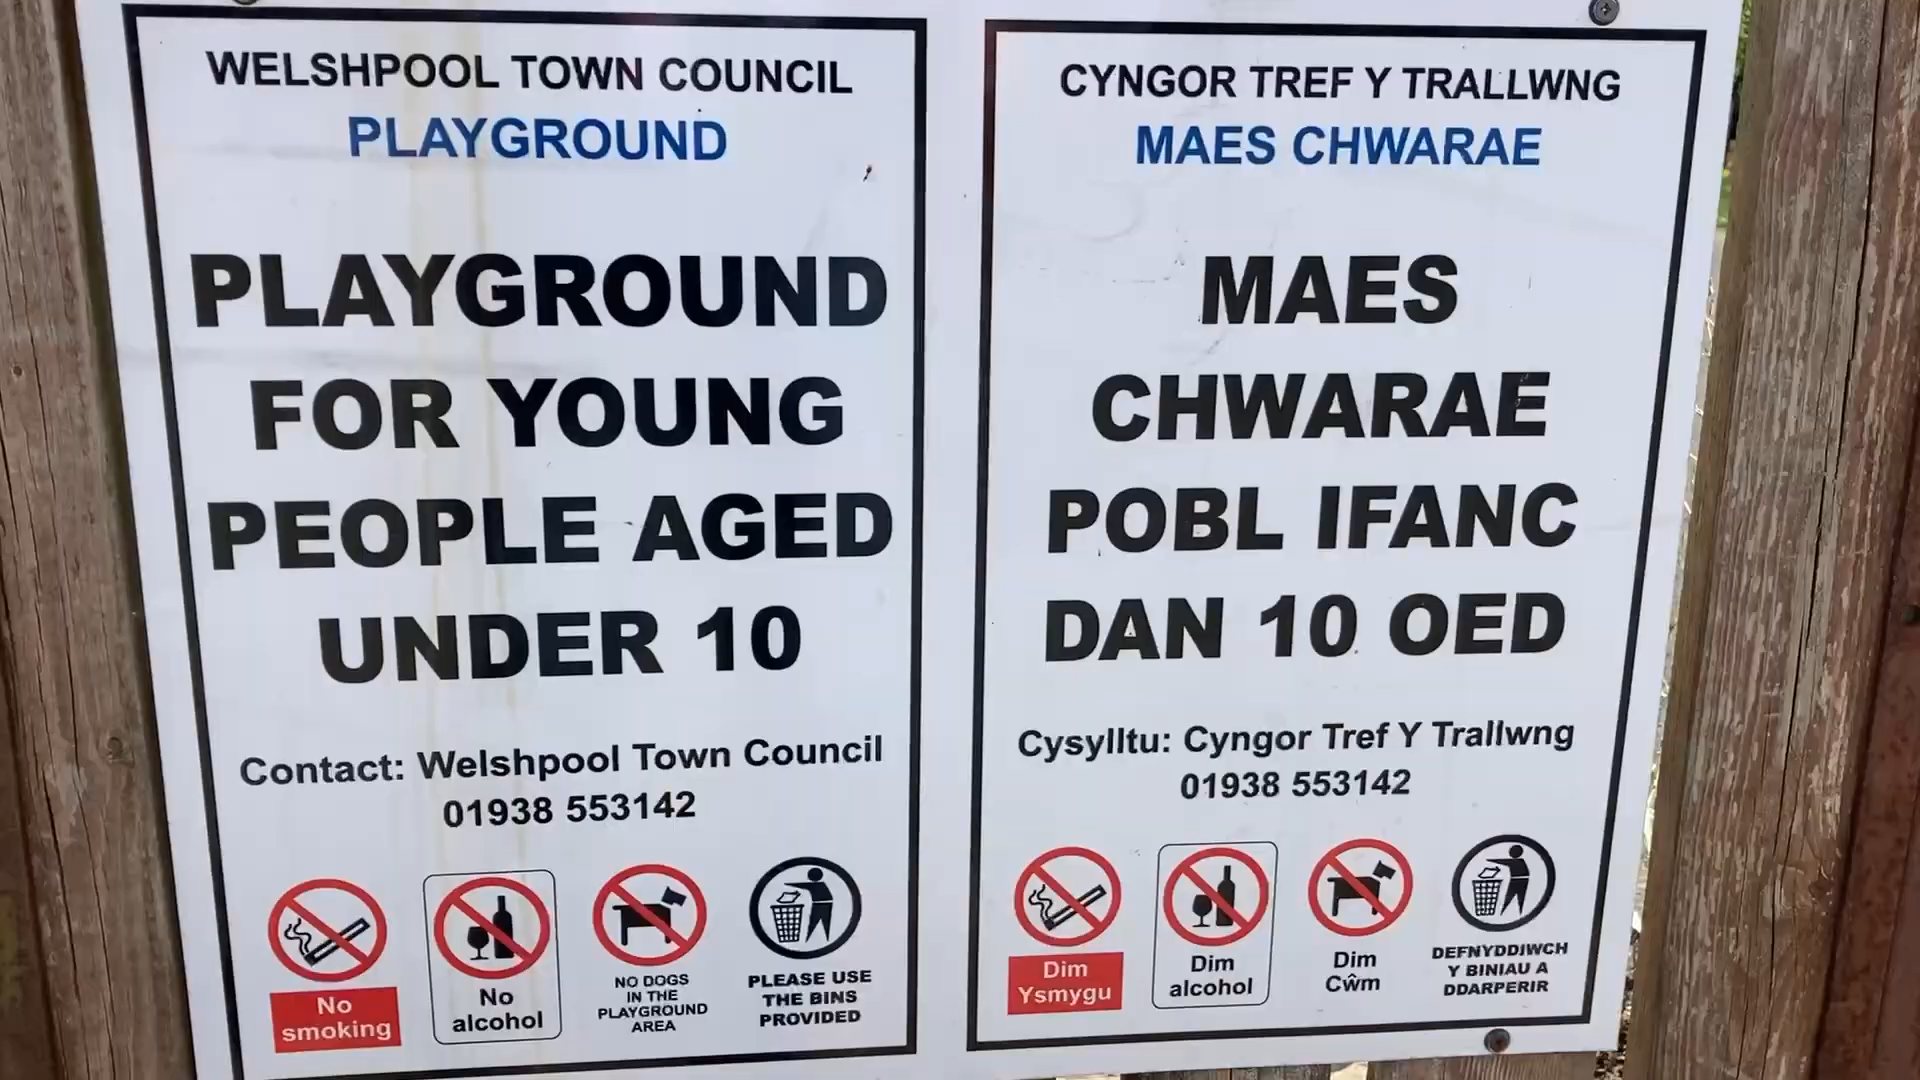 WELSHPOOL TOWN COUNCIL
PLAYGROUND
PLAYGROUND
FOR YOUNG
PEOPLE AGED
UNDER 10
Contact: Welshpool Town Council
01938 553142
No
smoking
No
alcohol
NO DOGS
IN THE
PLAYGROUND
AREA
PLEASE USE
THE BINS
PROVIDED
CYNGOR TREF Y TRALLWNG
MAES CHWARAE
MAES
CHWARAE
POBL IFANC
DAN 10 OED
Cysylltu: Cyngor Tref Y Trallwng
01938 553142
Dim
Ysmygu
Dim
alcohol
Dim
Cŵm
DEFNYDDIWCH
Y BINIAU A
DDARPERIR